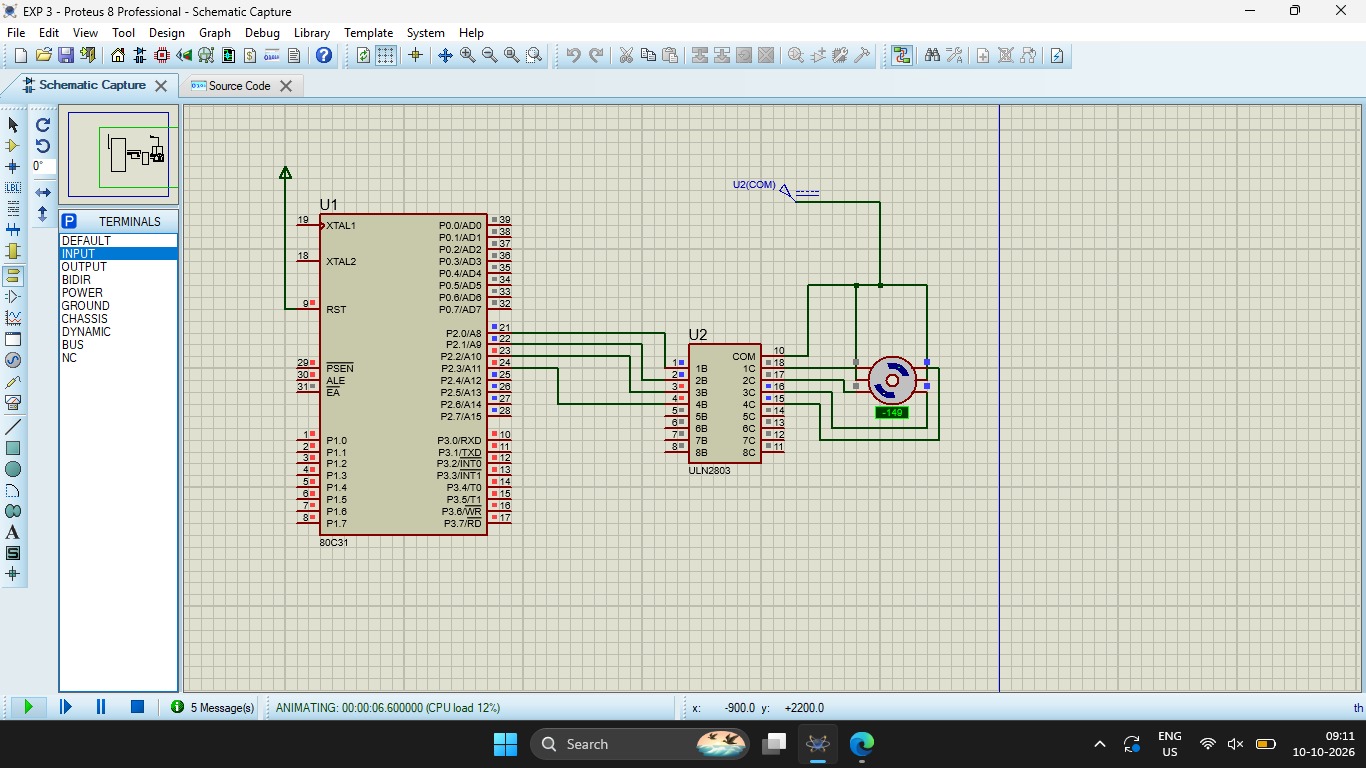 EXP 3 - Proteus 8 Professional - Schematic Capture
File Edit View Tool Design Graph Debug Library Template System Help
Schematic Capture
Source Code
0°
LBL
P TERMINALS
DEFAULT
INPUT
OUTPUT
BIDIR
POWER
GROUND
CHASSIS
DYNAMIC
BUS
NC
A
S
U1
19 XTAL1
18 XTAL2
9 RST
29 PSEN
30 ALE
31 EA
1 P1.0
2 P1.1
3 P1.2
4 P1.3
5 P1.4
6 P1.5
7 P1.6
8 P1.7
P0.0/AD0 39
P0.1/AD1 38
P0.2/AD2 37
P0.3/AD3 36
P0.4/AD4 35
P0.5/AD5 34
P0.6/AD6 33
P0.7/AD7 32
P2.0/A8 21
P2.1/A9 22
P2.2/A10 23
P2.3/A11 24
P2.4/A12 25
P2.5/A13 26
P2.6/A14 27
P2.7/A15 28
P3.0/RXD 10
P3.1/TXD 11
P3.2/INT0 12
P3.3/INT1 13
P3.4/T0 14
P3.5/T1 15
P3.6/WR 16
P3.7/RD 17
80C31
U2(COM)
U2
COM 10
1 1B 1C 18
2 2B 2C 17
3 3B 3C 16
4 4B 4C 15
5 5B 5C 14
6 6B 6C 13
7 7B 7C 12
8 8B 8C 11
ULN2803
-149
5 Message(s)
ANIMATING: 00:00:06.600000 (CPU load 12%)
x: -900.0 y: +2200.0
th
Search
ENG
US
09:11
10-10-2026